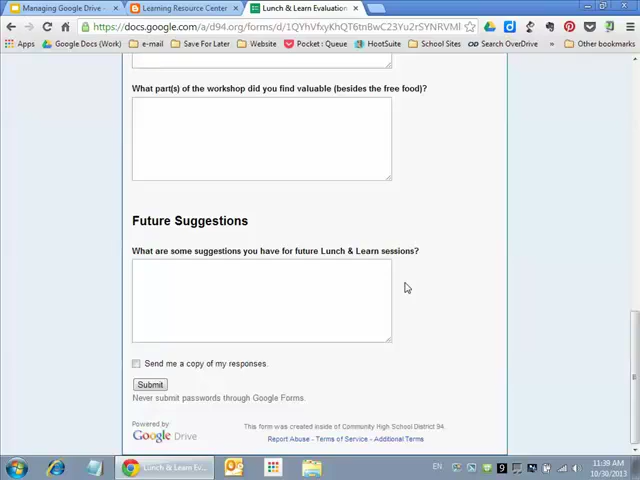 Managing Google Drive -
Learning Resource Center
Lunch & Learn Evaluation
https://docs.google.com/a/d94.org/forms/d/1QYhVfxyKhQT6tnBwC23Yu2rSYNRVMl
Apps
Google Docs (Work)
e-mail
Save For Later
Website
Pocket : Queue
HootSuite
School Sites
Search OverDrive
Other bookmarks
What part(s) of the workshop did you find valuable (besides the free food)?
Future Suggestions
What are some suggestions you have for future Lunch & Learn sessions?
Send me a copy of my responses.
Submit
Never submit passwords through Google Forms.
Powered by
Google Drive
This form was created inside of Community High School District 94.
Report Abuse - Terms of Service - Additional Terms
Lunch & Learn Ev...
EN
11:39 AM
10/30/2013